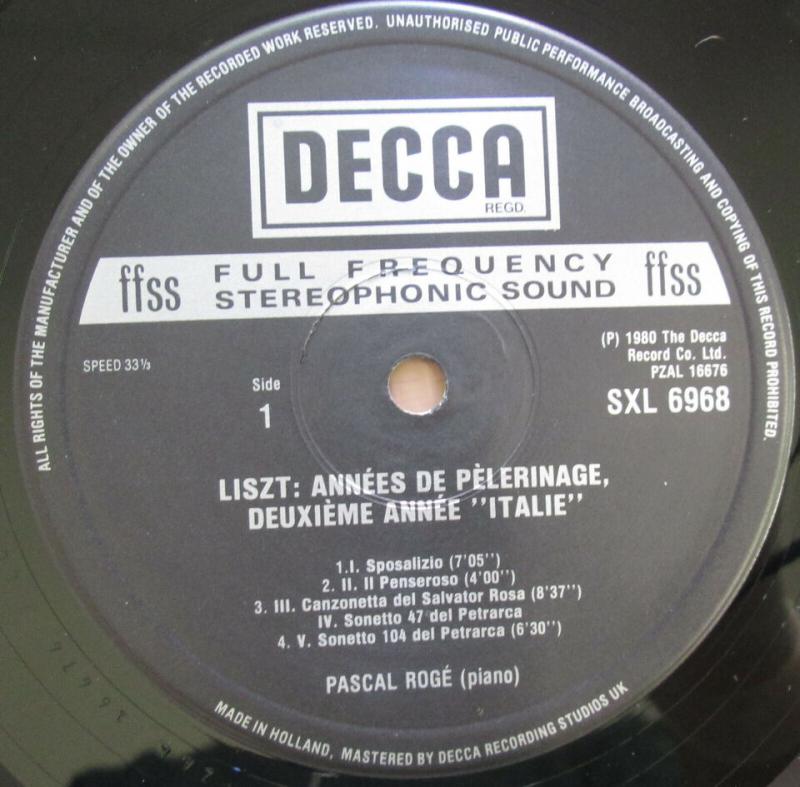 ALL RIGHTS OF THE MANUFACTURER AND OF THE OWNER OF THE RECORDED WORK RESERVED. UNAUTHORISED PUBLIC PERFORMANCE BROADCASTING AND COPYING OF THIS RECORD PROHIBITED.
DECCA
REGD.
ffss FULL FREQUENCY ffss
STEREOPHONIC SOUND
(P) 1980 The Decca
Record Co. Ltd.
PZAL 16676
SXL 6968
SPEED 33⅓
Side
1
LISZT: ANNÉES DE PÈLERINAGE,
DEUXIÈME ANNÉE "ITALIE"
1.I. Sposalizio (7'05")
2. II. Il Penseroso (4'00")
3. III. Canzonetta del Salvator Rosa (8'37")
IV. Sonetto 47 del Petrarca
4. V. Sonetto 104 del Petrarca (6'30")
PASCAL ROGÉ (piano)
MADE IN HOLLAND, MASTERED BY DECCA RECORDING STUDIOS UK